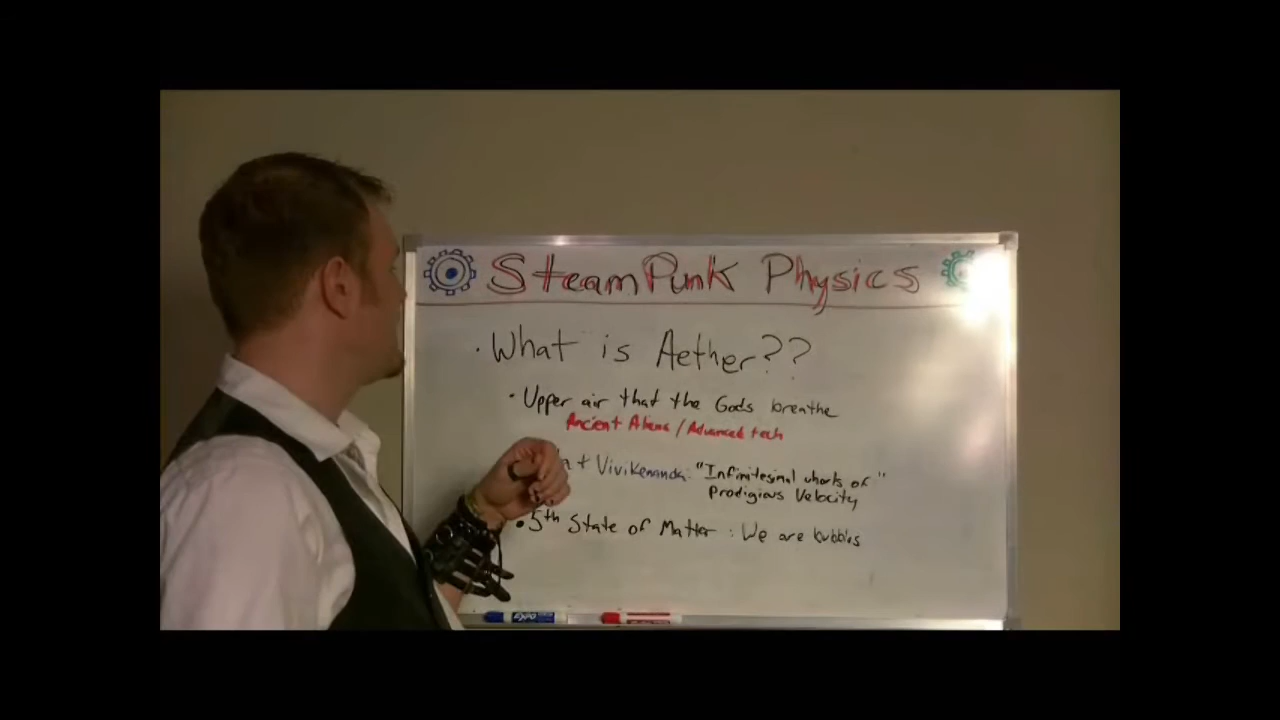 SteamPunk Physics
· What is Aether??
· Upper air that the Gods breathe
Ancient Aliens / Advanced tech
a + Vivikenanda: "Infinitesimal whorls of"
Prodigious Velocity
• 5th State of Matter : We are bubbles